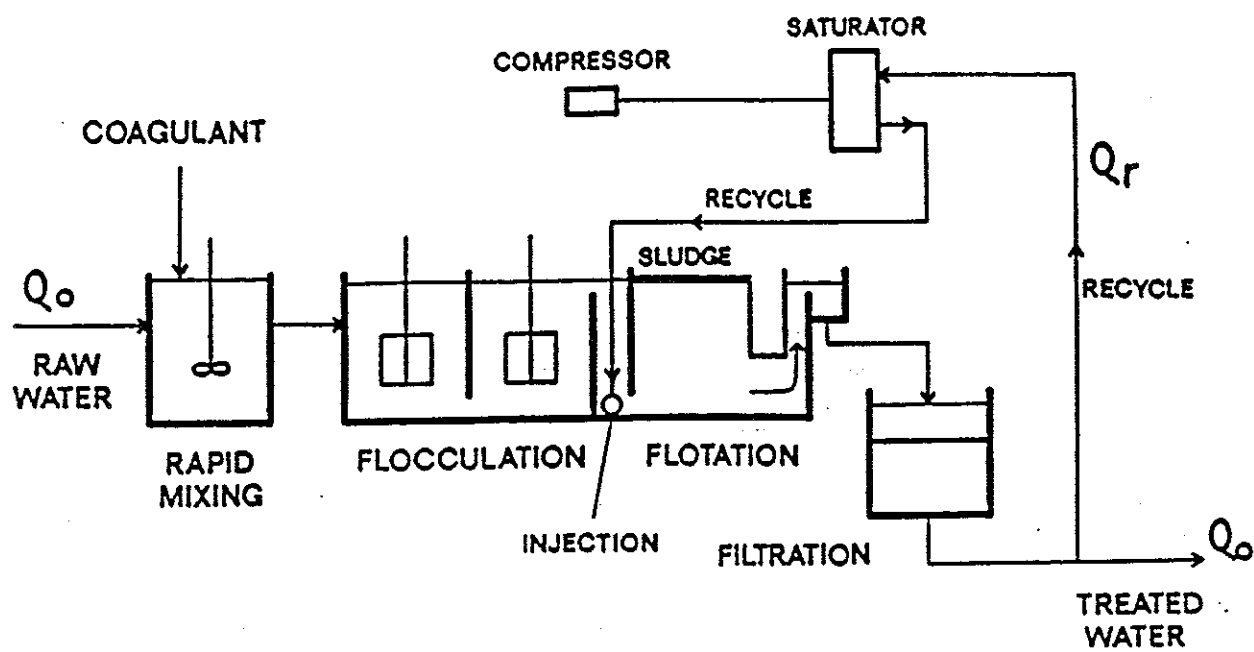 SATURATOR
COMPRESSOR
COAGULANT
Qr
RECYCLE
SLUDGE
Qo
RECYCLE
RAW
WATER
RAPID
MIXING
FLOCCULATION
FLOTATION
INJECTION
FILTRATION
Qo
TREATED
WATER